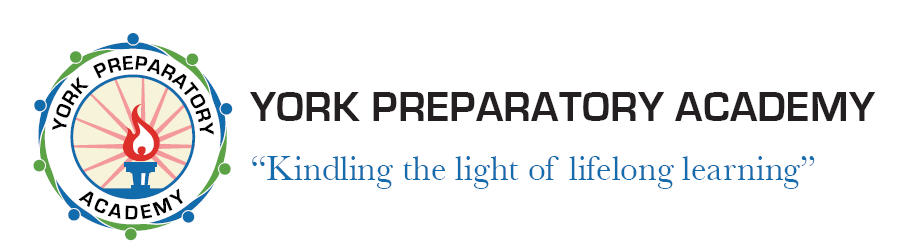 YORK PREPARATORY
ACADEMY
YORK PREPARATORY ACADEMY
“Kindling the light of lifelong learning”